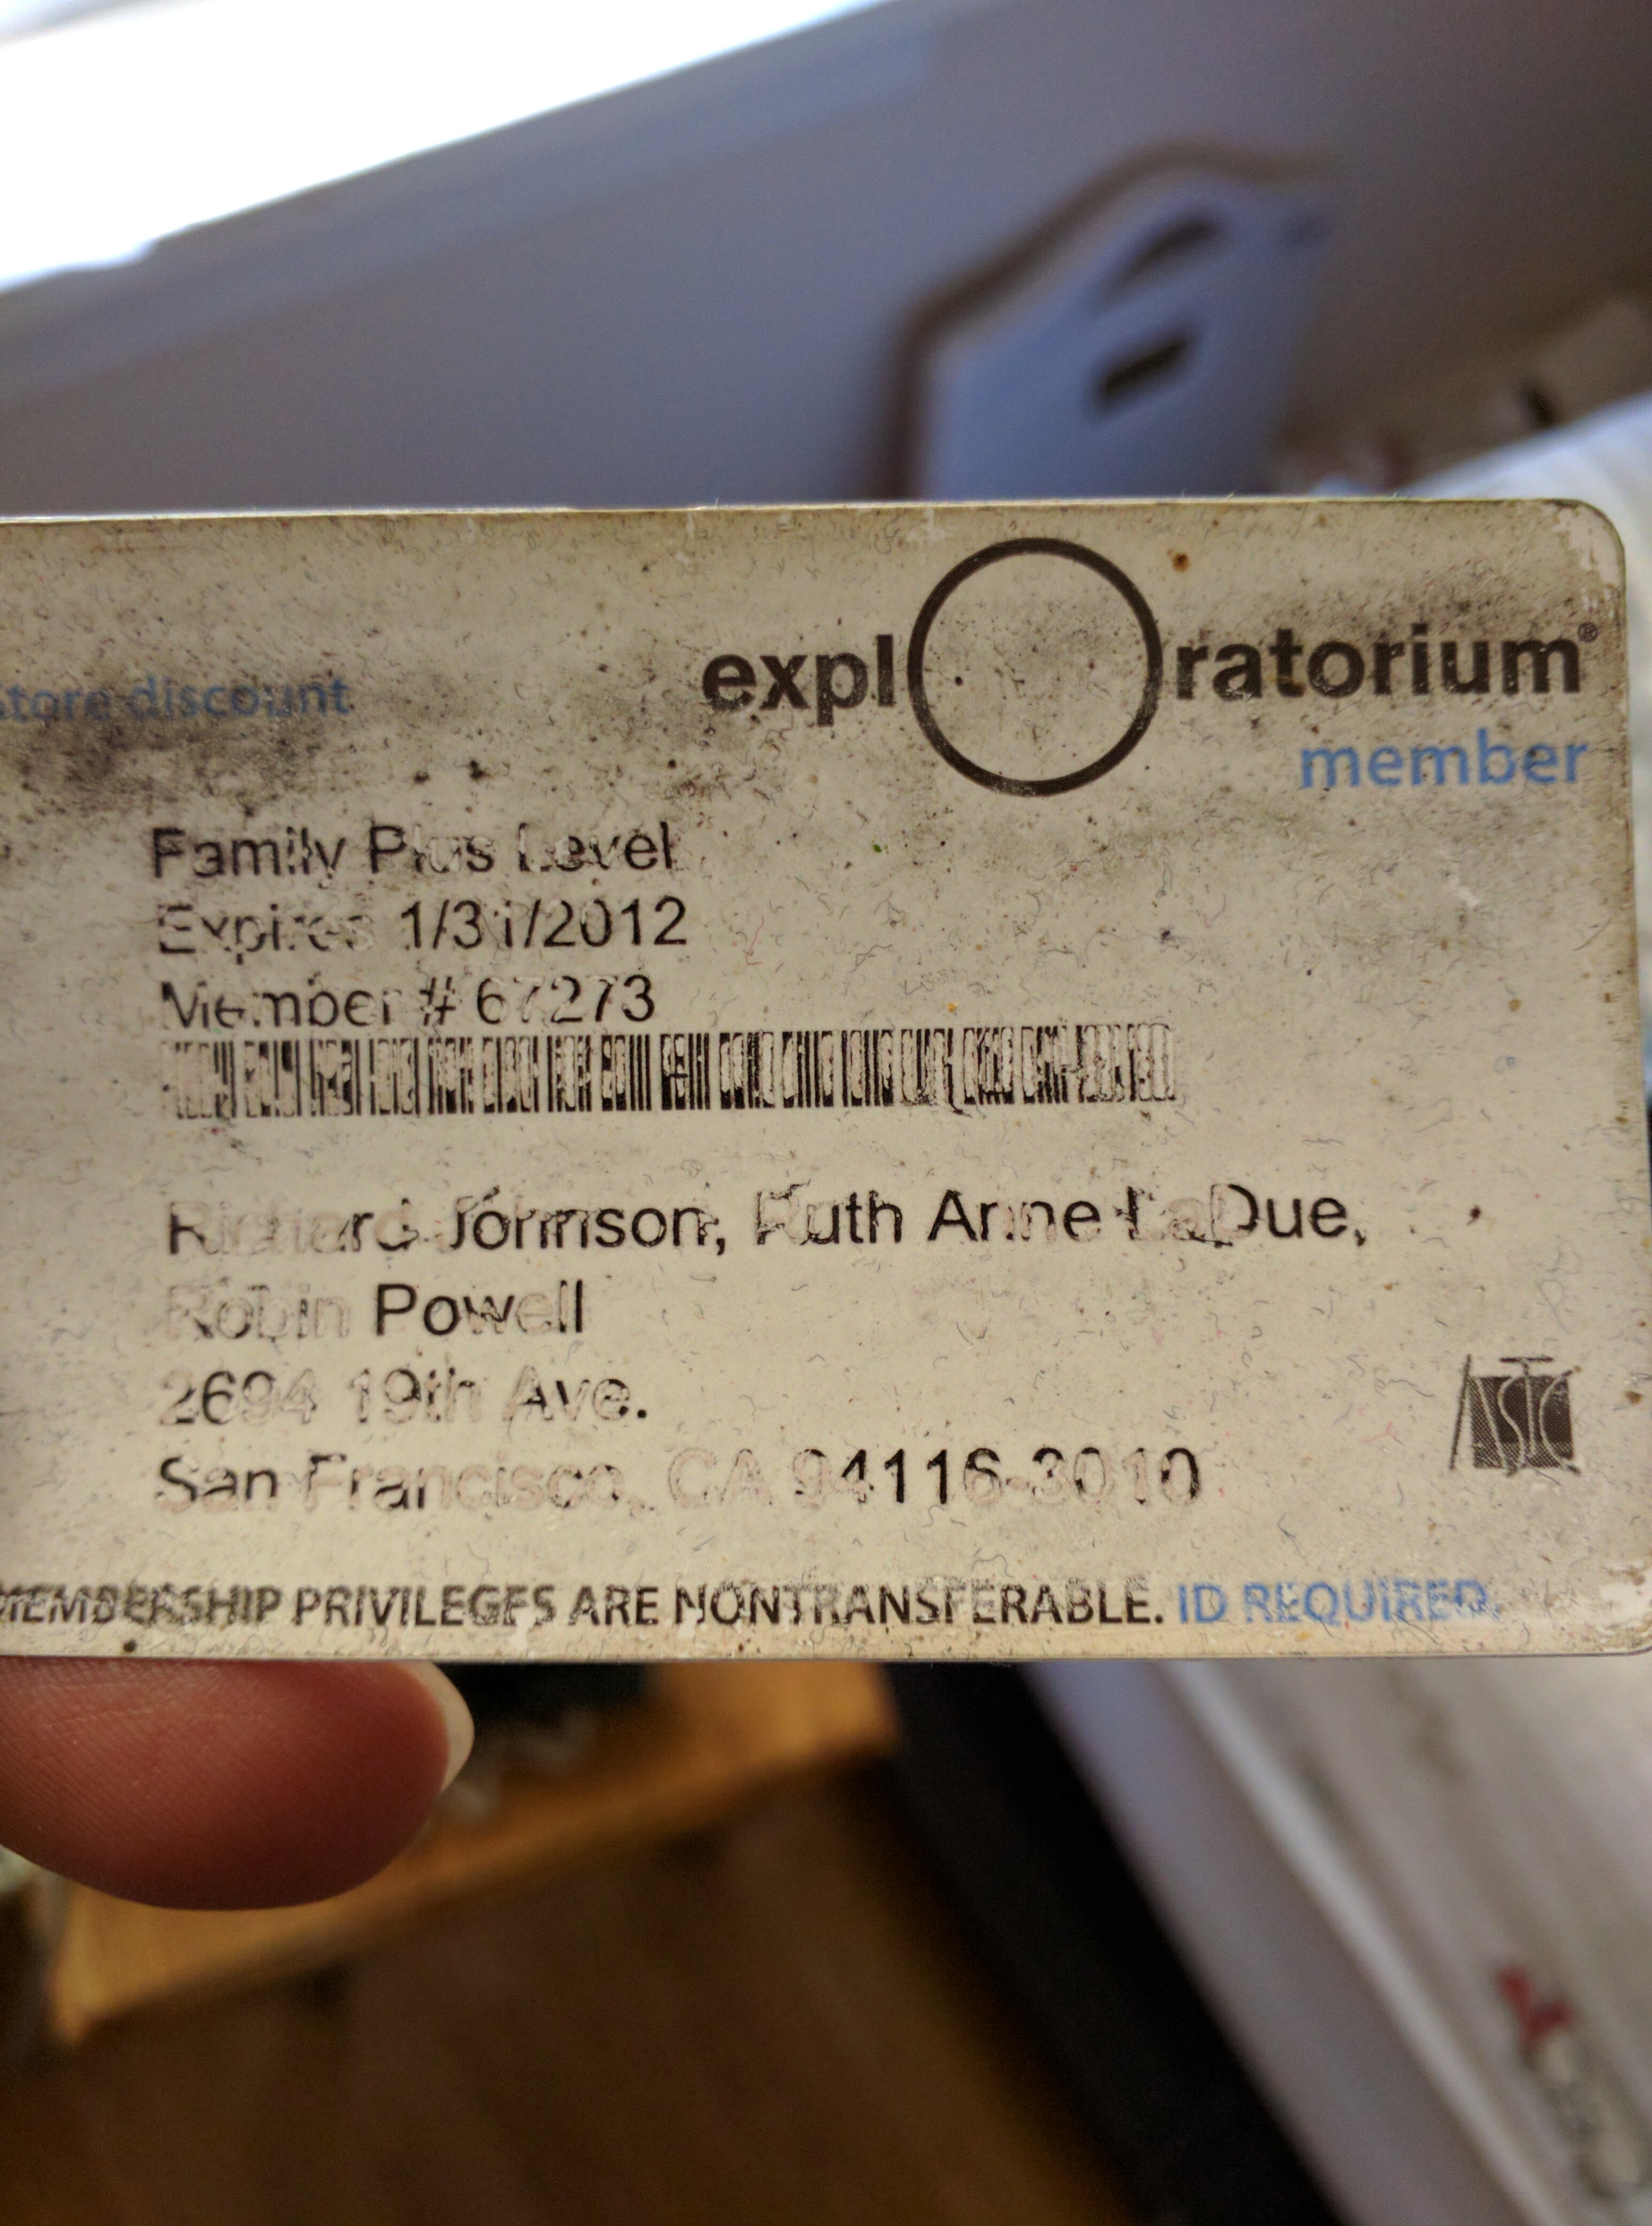 explOratorium®
store discount
member
Family Plus Level
Expires 1/31/2012
Member # 67273
Richard Johnson, Ruth Anne LaDue,
Robin Powell
2694 19th Ave.
San Francisco, CA 94116-3010
ASTC
MEMBERSHIP PRIVILEGES ARE NONTRANSFERABLE. ID REQUIRED.